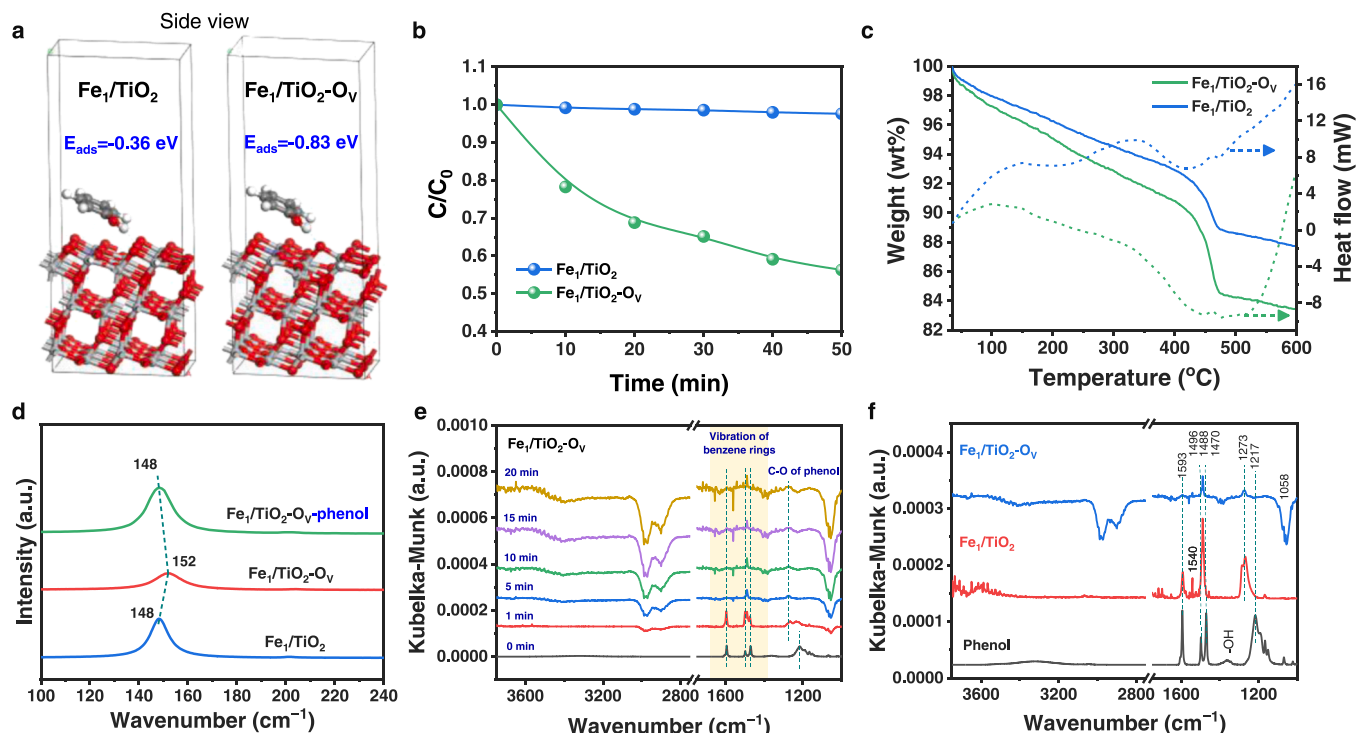 Side view
a
Fe₁/TiO₂
Fe₁/TiO₂-Oᵥ
E_ads=-0.36 eV
E_ads=-0.83 eV
b
1.0
0.9
0.8
0.7
0.6
0.5
0.4
C/C₀
Fe₁/TiO₂
Fe₁/TiO₂-Oᵥ
0
10
20
30
40
50
Time (min)
c
100
98
96
94
92
90
88
86
84
82
Weight (wt%)
Fe₁/TiO₂-Oᵥ
Fe₁/TiO₂
16
12
8
4
0
-4
-8
Heat flow (mW)
100
200
300
400
500
600
Temperature (°C)
d
Intensity (a.u.)
148
Fe₁/TiO₂-Oᵥ-phenol
152
Fe₁/TiO₂-Oᵥ
148
Fe₁/TiO₂
100
120
140
160
180
200
220
240
Wavenumber (cm⁻¹)
e
0.0010
0.0008
0.0006
0.0004
0.0002
0.0000
Kubelka-Munk (a.u.)
Fe₁/TiO₂-Oᵥ
Vibration of
benzene rings
C-O of phenol
20 min
15 min
10 min
5 min
1 min
0 min
3600
3200
2800
1600
1200
Wavenumber (cm⁻¹)
f
0.0004
0.0003
0.0002
0.0001
0.0000
Kubelka-Munk (a.u.)
Fe₁/TiO₂-Oᵥ
1593
1496
1488
1470
1273
1217
1058
Fe₁/TiO₂
1540
Phenol
-OH
3600
3200
2800
1600
1200
Wavenumber (cm⁻¹)